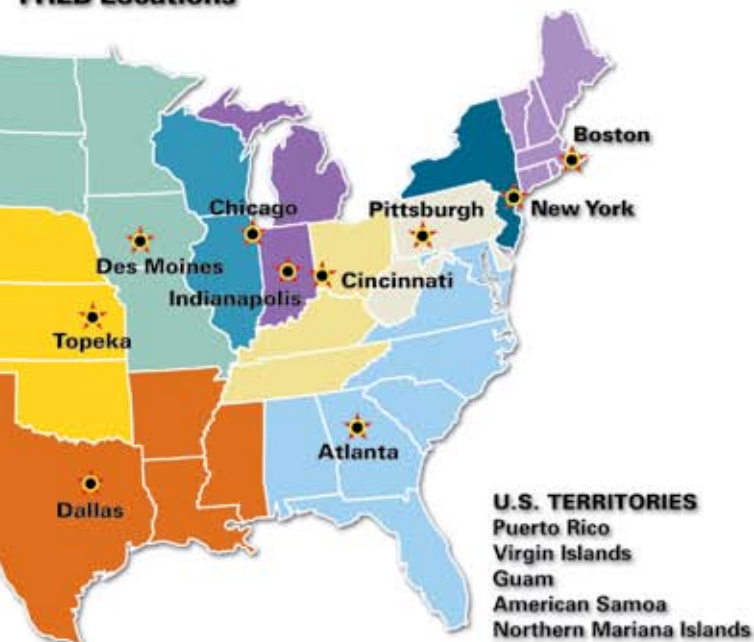 Locations
Boston
Chicago
Pittsburgh
New York
Des Moines
Cincinnati
Indianapolis
Topeka
Atlanta
Dallas
U.S. TERRITORIES
Puerto Rico
Virgin Islands
Guam
American Samoa
Northern Mariana Islands